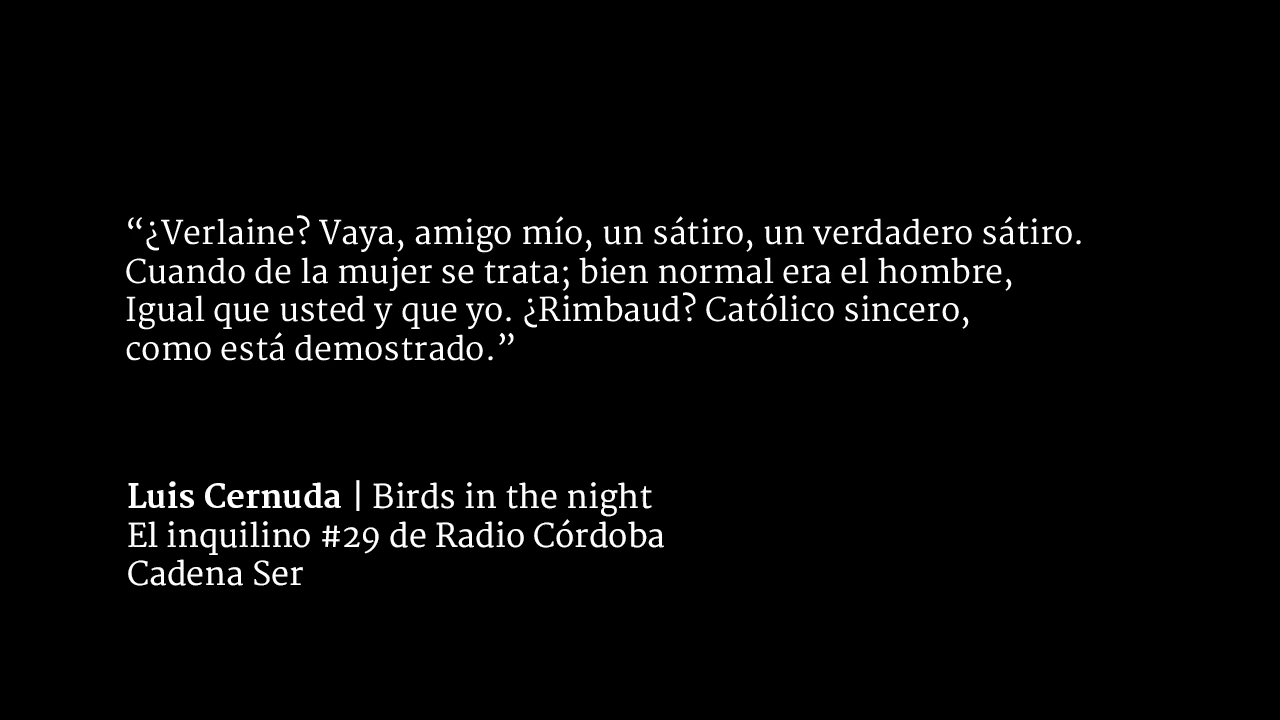 “¿Verlaine? Vaya, amigo mío, un sátiro, un verdadero sátiro.
Cuando de la mujer se trata; bien normal era el hombre,
Igual que usted y que yo. ¿Rimbaud? Católico sincero,
como está demostrado.”
Luis Cernuda | Birds in the night
El inquilino #29 de Radio Córdoba
Cadena Ser